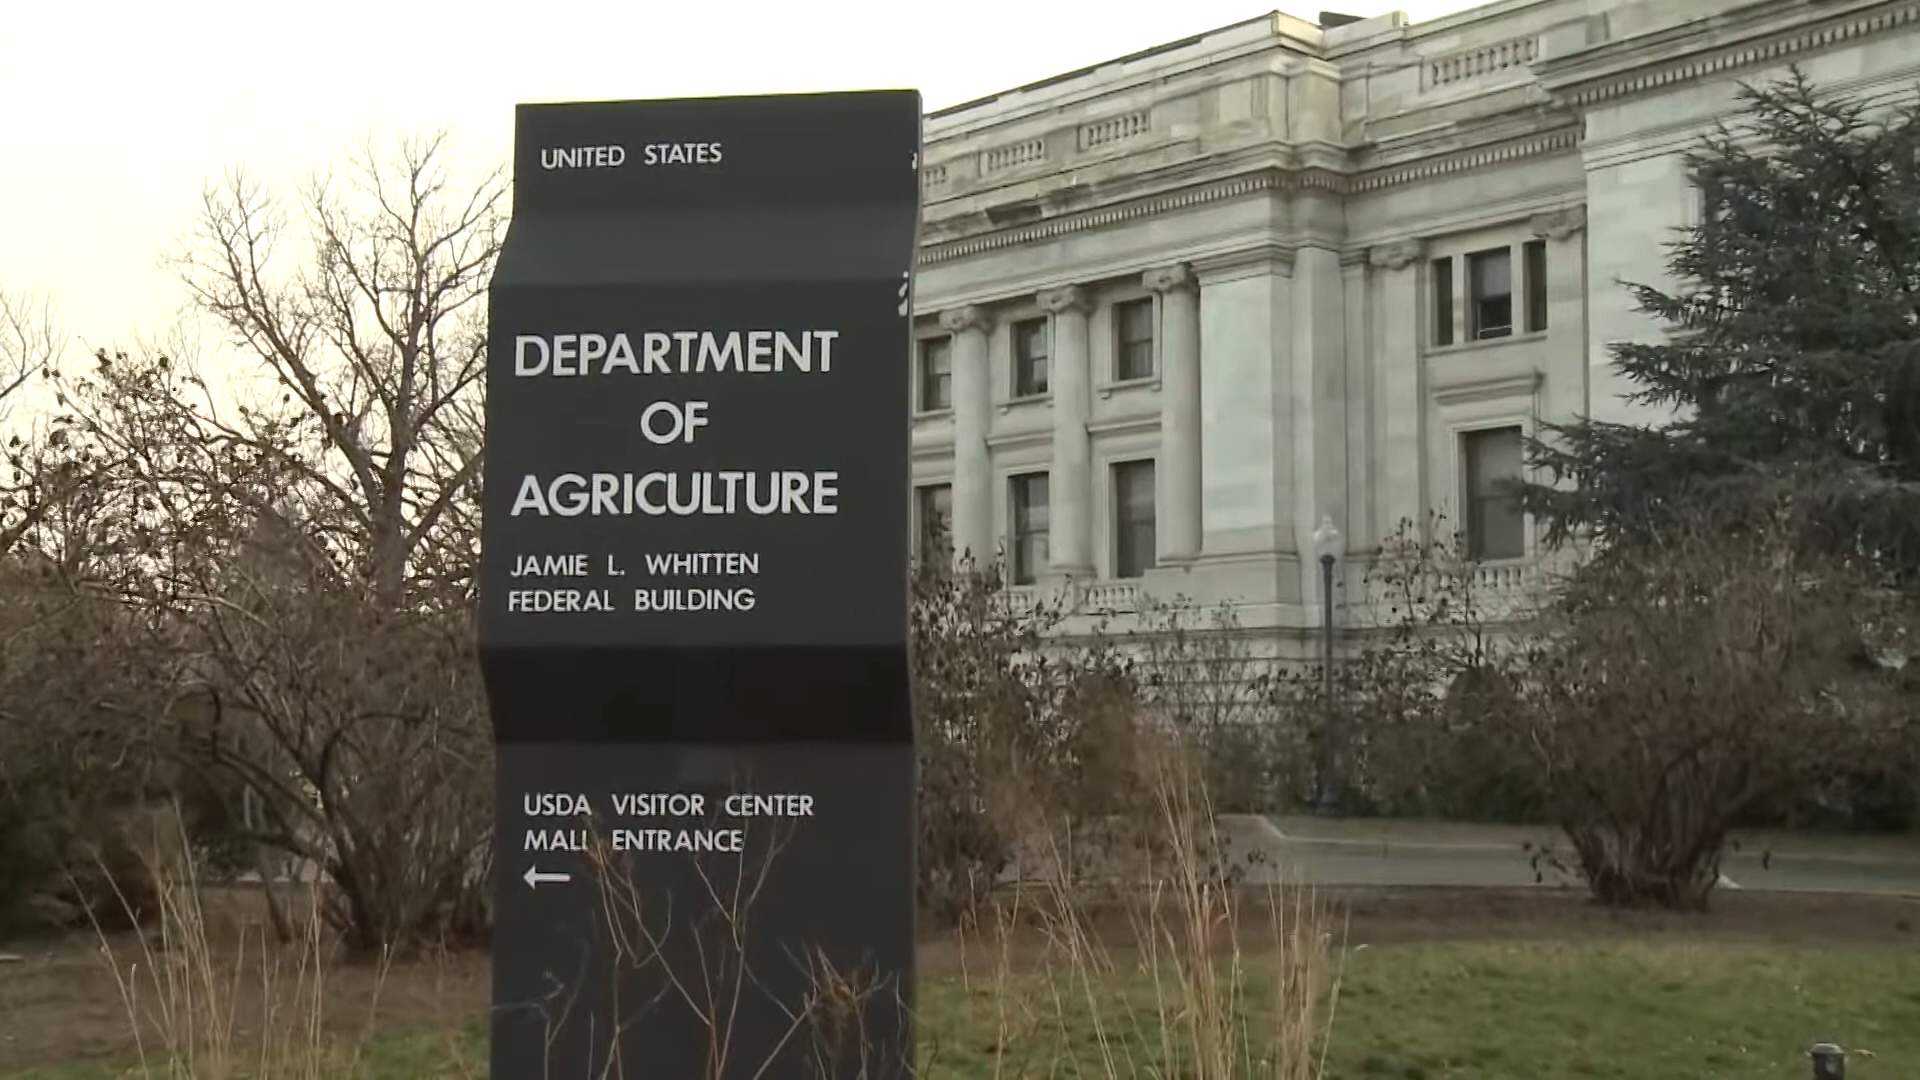 UNITED STATES
DEPARTMENT
OF
AGRICULTURE
JAMIE L. WHITTEN
FEDERAL BUILDING
USDA VISITOR CENTER
MALL ENTRANCE